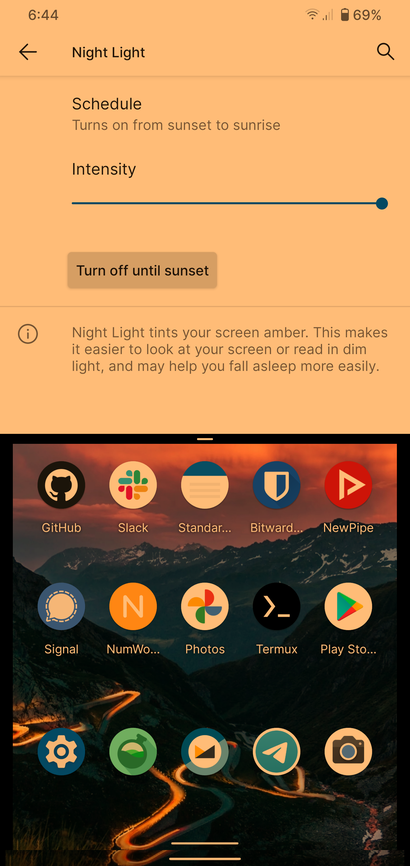 6:44
69%
Night Light
Schedule
Turns on from sunset to sunrise
Intensity
Turn off until sunset
Night Light tints your screen amber. This makes
it easier to look at your screen or read in dim
light, and may help you fall asleep more easily.
GitHub Slack Standar... Bitward... NewPipe
N
Signal NumWo... Photos Termux Play Sto...